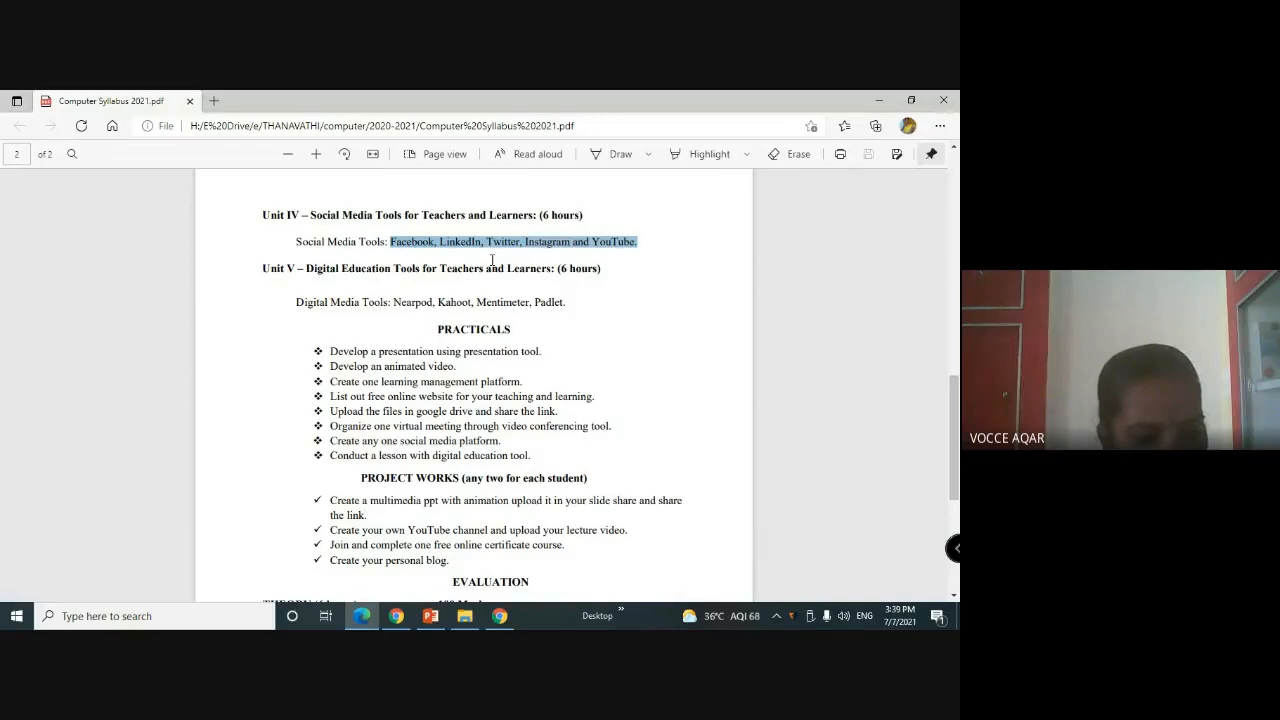 Computer Syllabus 2021.pdf
File
H:/E%20Drive/e/THANAVATHI/computer/2020-2021/Computer%20Syllabus%202021.pdf
2 of 2
Page view
Read aloud
Draw
Highlight
Erase
Unit IV – Social Media Tools for Teachers and Learners: (6 hours)
Social Media Tools: Facebook, LinkedIn, Twitter, Instagram and YouTube.
Unit V – Digital Education Tools for Teachers and Learners: (6 hours)
Digital Media Tools: Nearpod, Kahoot, Mentimeter, Padlet.
PRACTICALS
❖ Develop a presentation using presentation tool.
❖ Develop an animated video.
❖ Create one learning management platform.
❖ List out free online website for your teaching and learning.
❖ Upload the files in google drive and share the link.
❖ Organize one virtual meeting through video conferencing tool.
❖ Create any one social media platform.
❖ Conduct a lesson with digital education tool.
PROJECT WORKS (any two for each student)
✓ Create a multimedia ppt with animation upload it in your slide share and share
the link.
✓ Create your own YouTube channel and upload your lecture video.
✓ Join and complete one free online certificate course.
✓ Create your personal blog.
EVALUATION
VOCCE AQAR
Type here to search
Desktop
36°C AQI 68
ENG
3:39 PM
7/7/2021